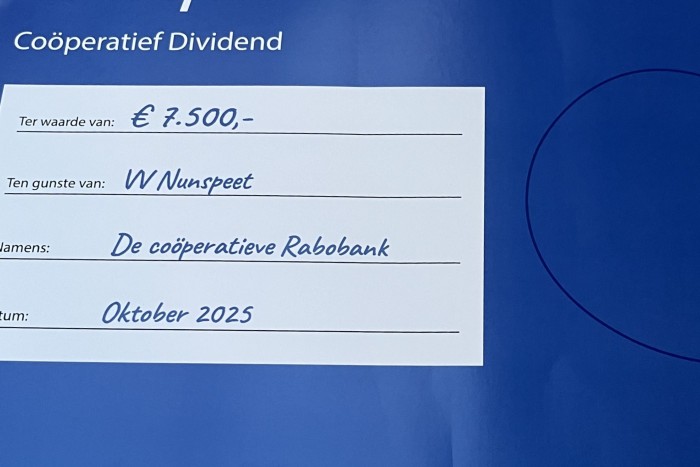 Coöperatief Dividend
Ter waarde van: € 7.500,-
Ten gunste van: VV Nunspeet
Namens: De coöperatieve Rabobank
tum: Oktober 2025